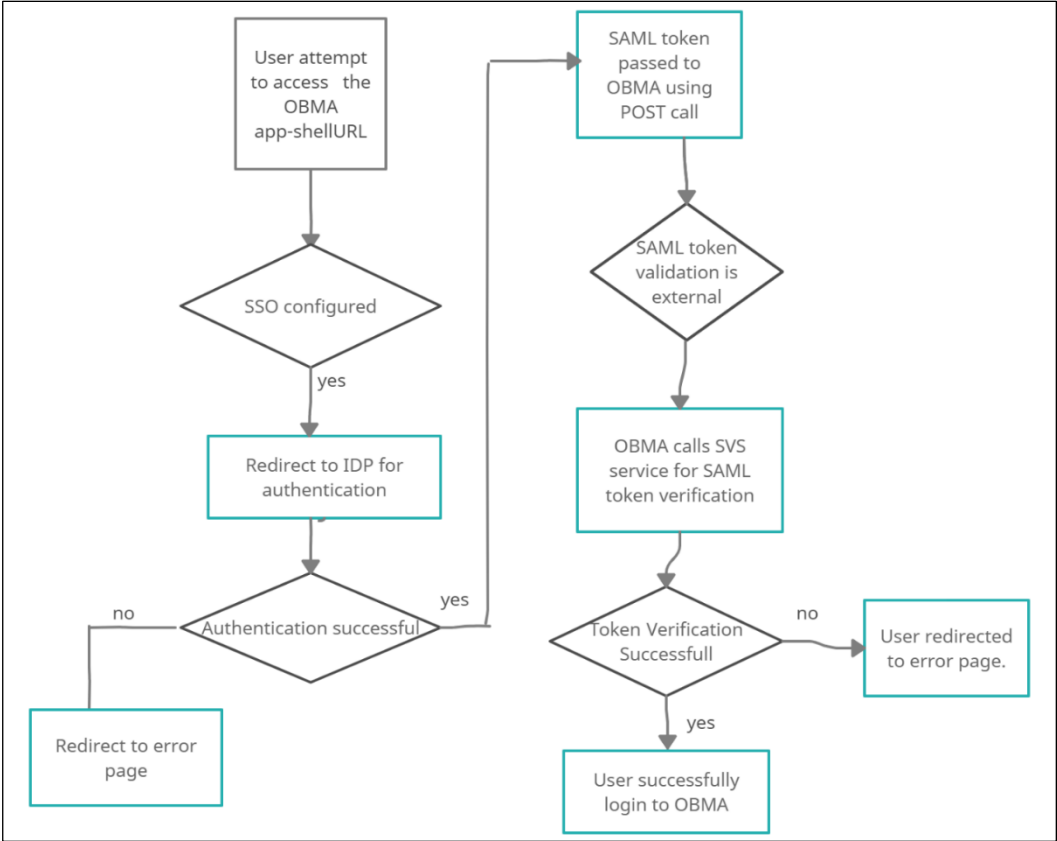 User attempt
to access the
OBMA
app-shellURL
SSO configured
yes
Redirect to IDP for
authentication
Authentication successful
no
yes
Redirect to error
page
SAML token
passed to
OBMA using
POST call
SAML token
validation is
external
OBMA calls SVS
service for SAML
token verification
Token Verification
Successfull
no
User redirected
to error page.
yes
User successfully
login to OBMA